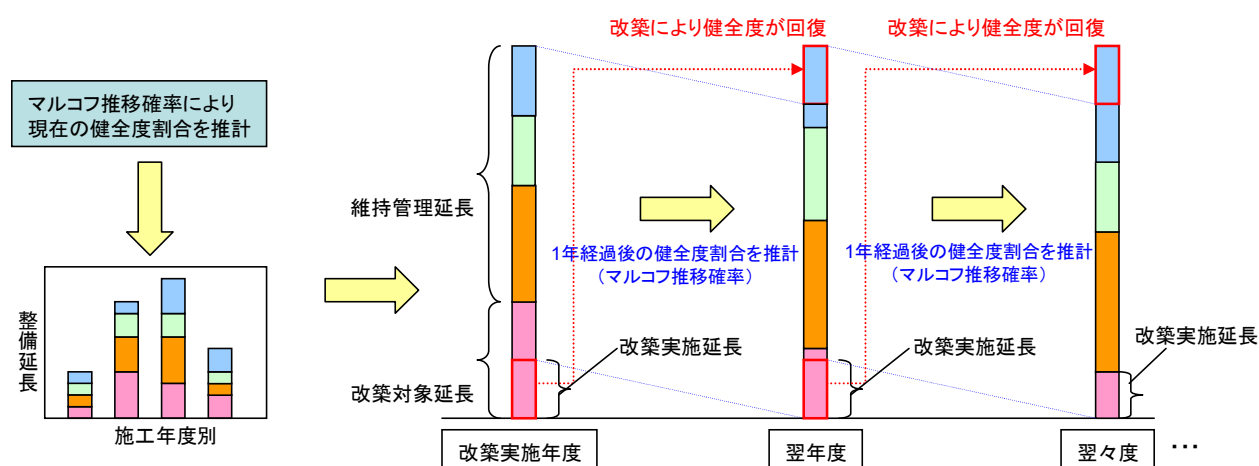 改築により健全度が回復
改築により健全度が回復
マルコフ推移確率により
現在の健全度割合を推計
維持管理延長
1年経過後の健全度割合を推計
（マルコフ推移確率）
1年経過後の健全度割合を推計
（マルコフ推移確率）
整備延長
改築実施延長
改築実施延長
改築実施延長
改築対象延長
施工年度別
改築実施年度
翌年度
翌々度
…